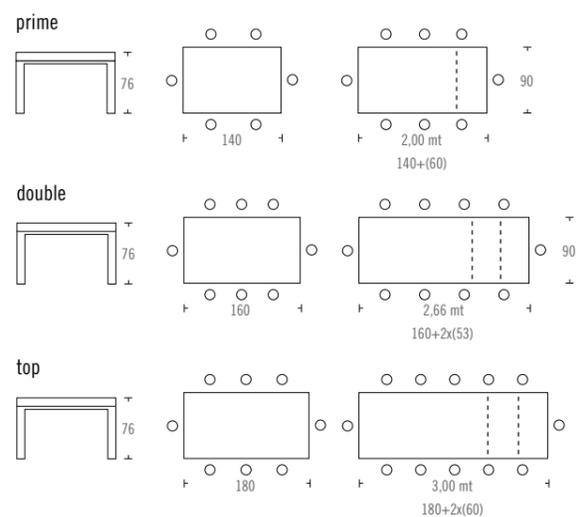 prime
76
140
2,00 mt
140+(60)
90
double
76
160
2,66 mt
160+2x(53)
90
top
76
180
3,00 mt
180+2x(60)